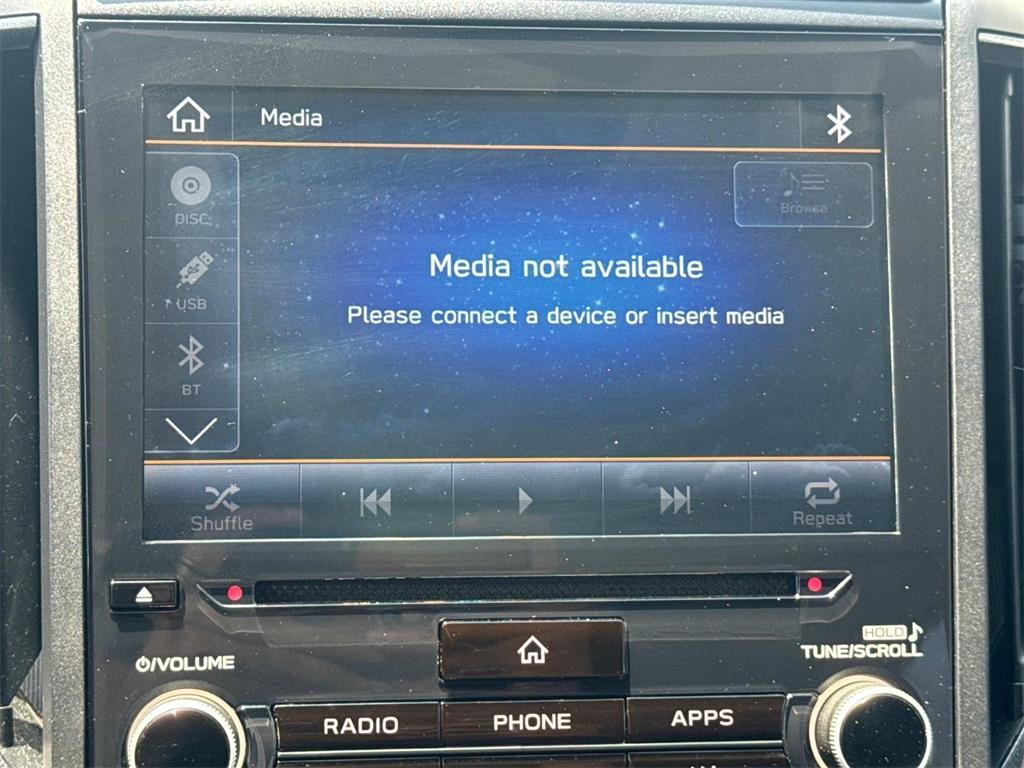 Media
DISC
Browse
USB
Media not available
Please connect a device or insert media
BT
Shuffle
Repeat
HOLD
/VOLUME
TUNE/SCROLL
RADIO
PHONE
APPS